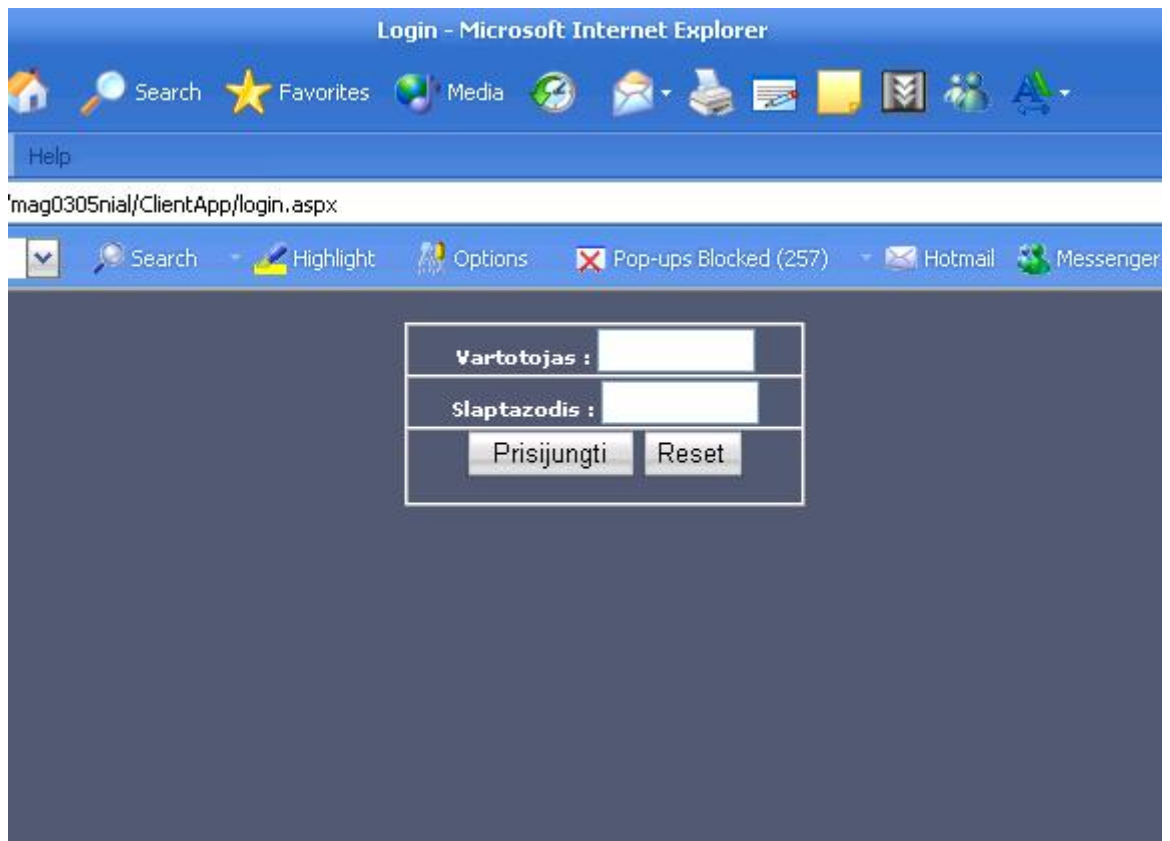 Login - Microsoft Internet Explorer
Search Favorites Media
Help
'mag0305nial/ClientApp/login.aspx
Search Highlight Options Pop-ups Blocked (257) Hotmail Messenger
Vartotojas :
Slaptazodis :
Prisijungti Reset